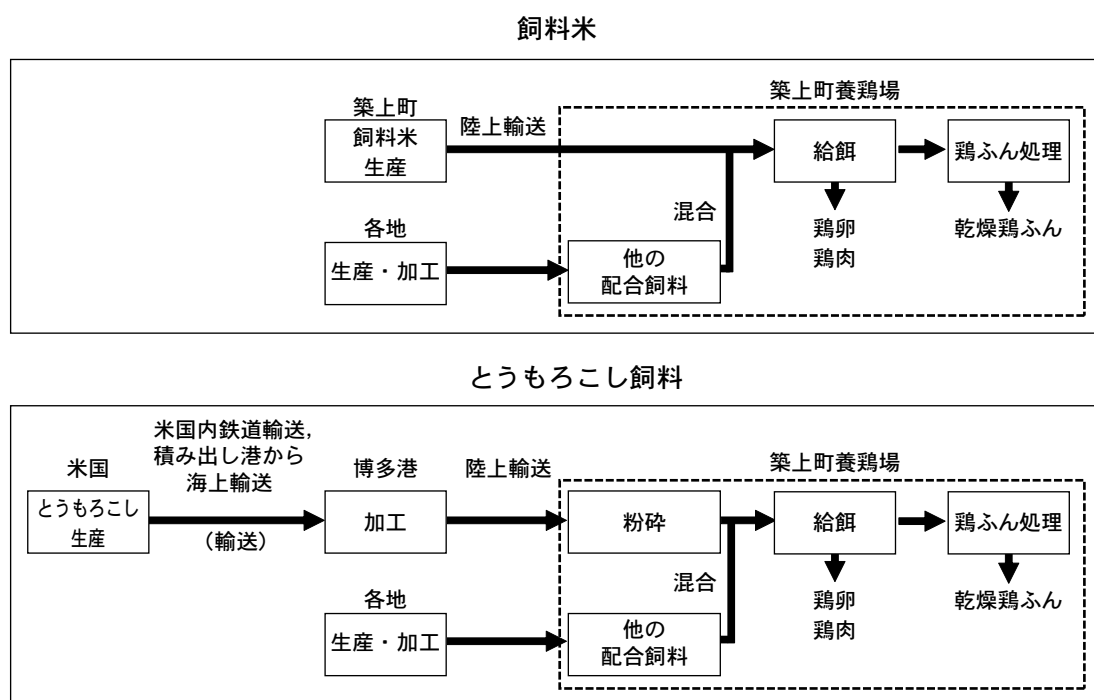 飼料米
築上町養鶏場
築上町
陸上輸送
飼料米
生産
給餌
鶏ふん処理
混合
各地
鶏卵
鶏肉
乾燥鶏ふん
生産・加工
他の
配合飼料
とうもろこし飼料
米国内鉄道輸送,
積み出し港から
海上輸送
米国
博多港
陸上輸送
築上町養鶏場
とうもろこし
生産
(輸送)
加工
粉砕
給餌
鶏ふん処理
混合
各地
鶏卵
鶏肉
乾燥鶏ふん
生産・加工
他の
配合飼料